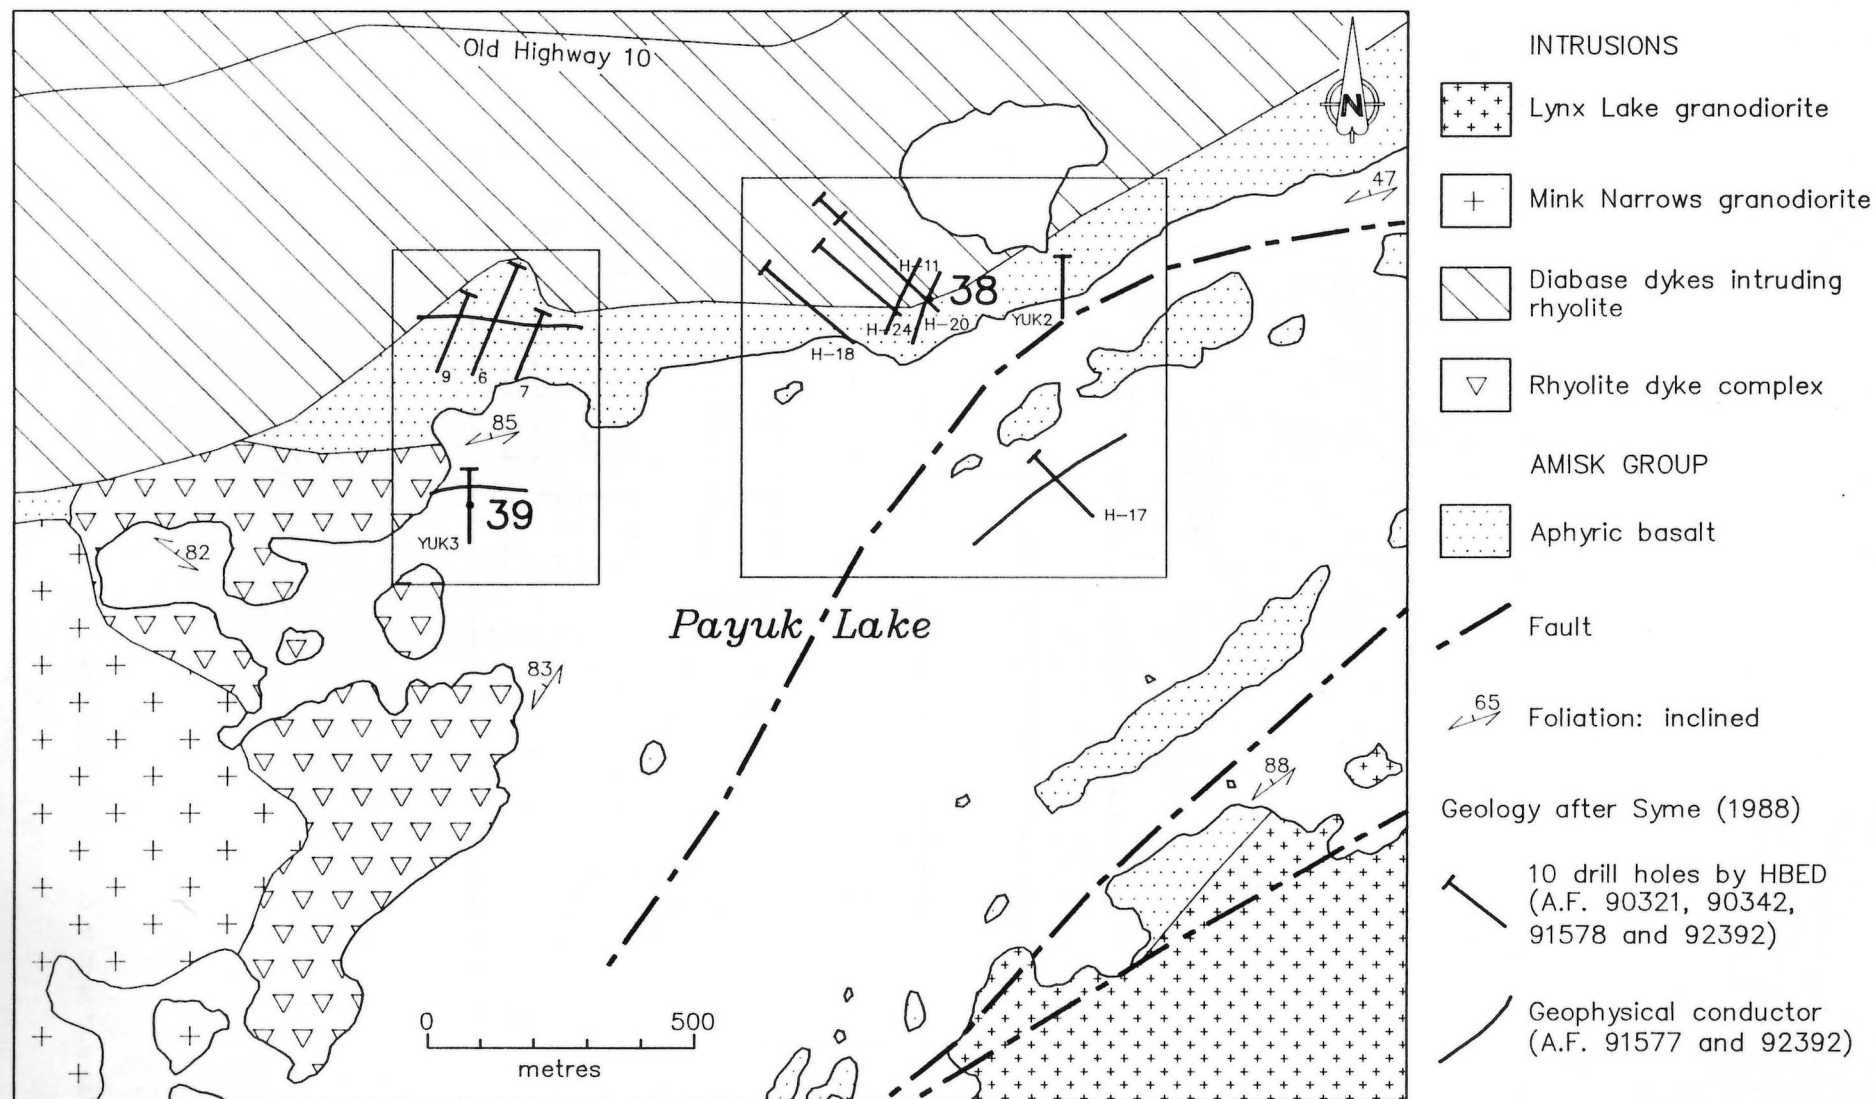 Old Highway 10
N
47
H-11
38
H-24
H-20
YUK2
H-18
9
6
7
85
39
YUK3
H-17
82
Payuk Lake
83
88
0
500
metres
INTRUSIONS
Lynx Lake granodiorite
Mink Narrows granodiorite
Diabase dykes intruding
rhyolite
Rhyolite dyke complex
AMISK GROUP
Aphyric basalt
Fault
65
Foliation: inclined
Geology after Syme (1988)
10 drill holes by HBED
(A.F. 90321, 90342,
91578 and 92392)
Geophysical conductor
(A.F. 91577 and 92392)